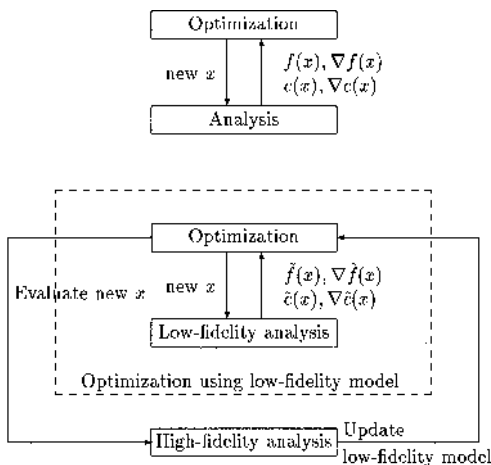 Optimization
new x
f(x), ∇f(x)
c(x), ∇c(x)
Analysis
Optimization
Evaluate new x
new x
f̃(x), ∇f̃(x)
c̃(x), ∇c̃(x)
Low-fidelity analysis
Optimization using low-fidelity model
High-fidelity analysis
Update
low-fidelity model